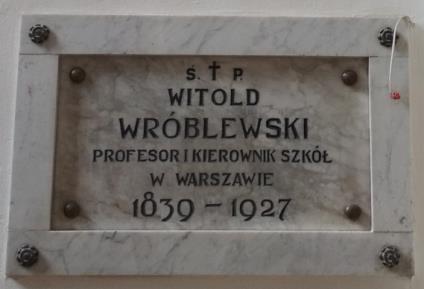 Ś. † P.
WITOLD
WRÓBLEWSKI
PROFESOR I KIEROWNIK SZKÓŁ
W WARSZAWIE
1839 – 1927